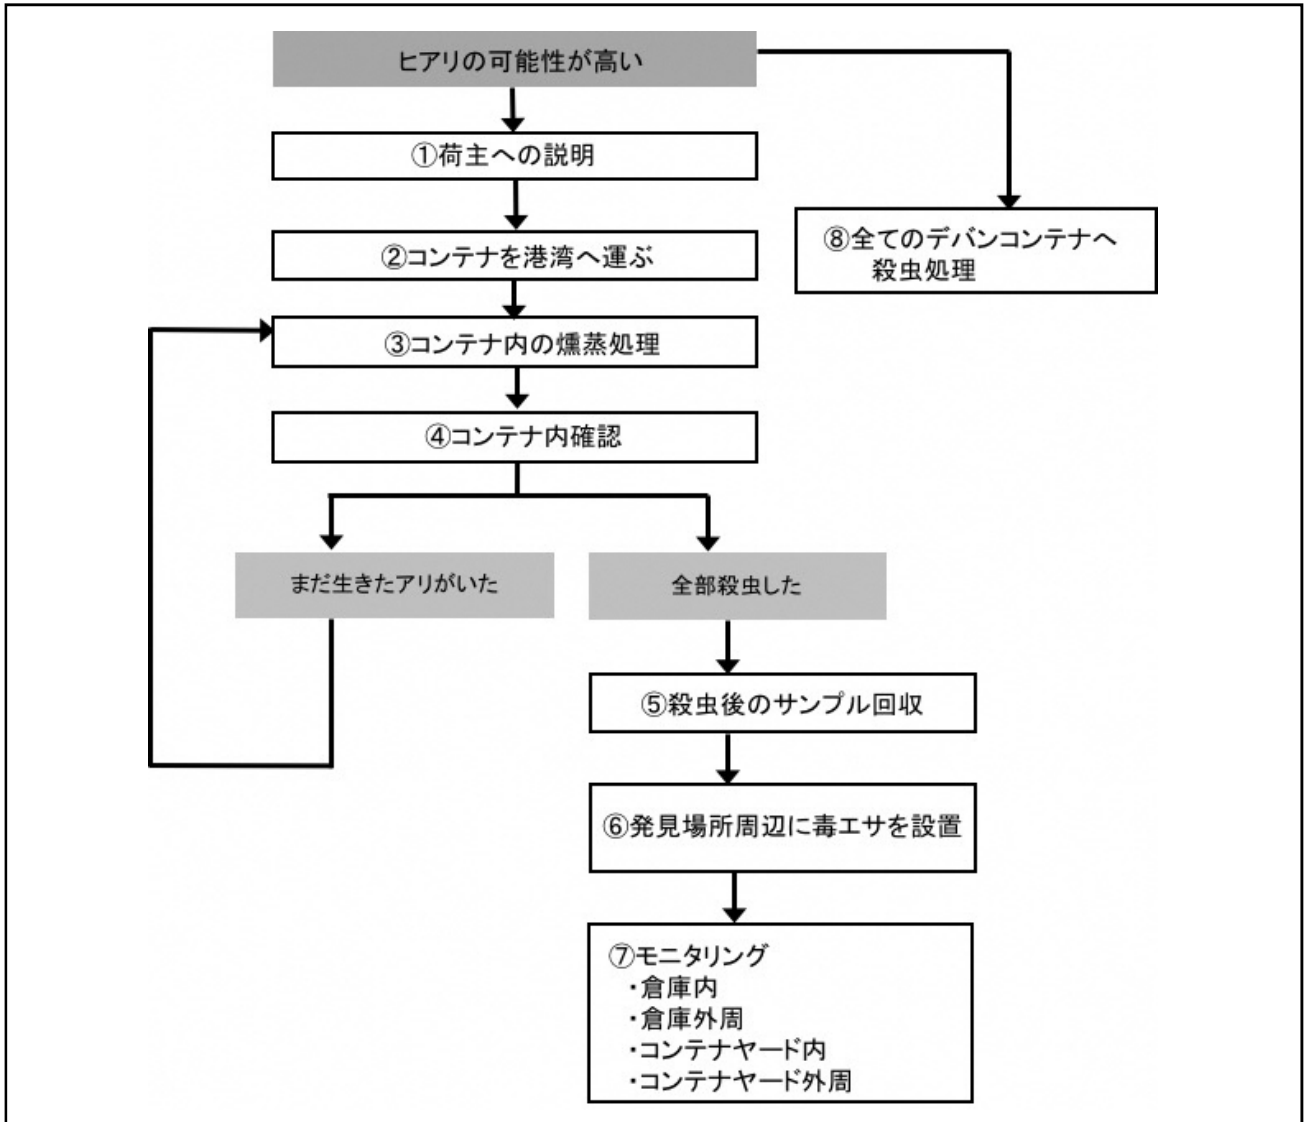 ヒアリの可能性が高い
①荷主への説明
②コンテナを港湾へ運ぶ
⑧全てのデバンコンテナへ
殺虫処理
③コンテナ内の燻蒸処理
④コンテナ内確認
まだ生きたアリがいた
全部殺虫した
⑤殺虫後のサンプル回収
⑥発見場所周辺に毒エサを設置
⑦モニタリング
・倉庫内
・倉庫外周
・コンテナヤード内
・コンテナヤード外周